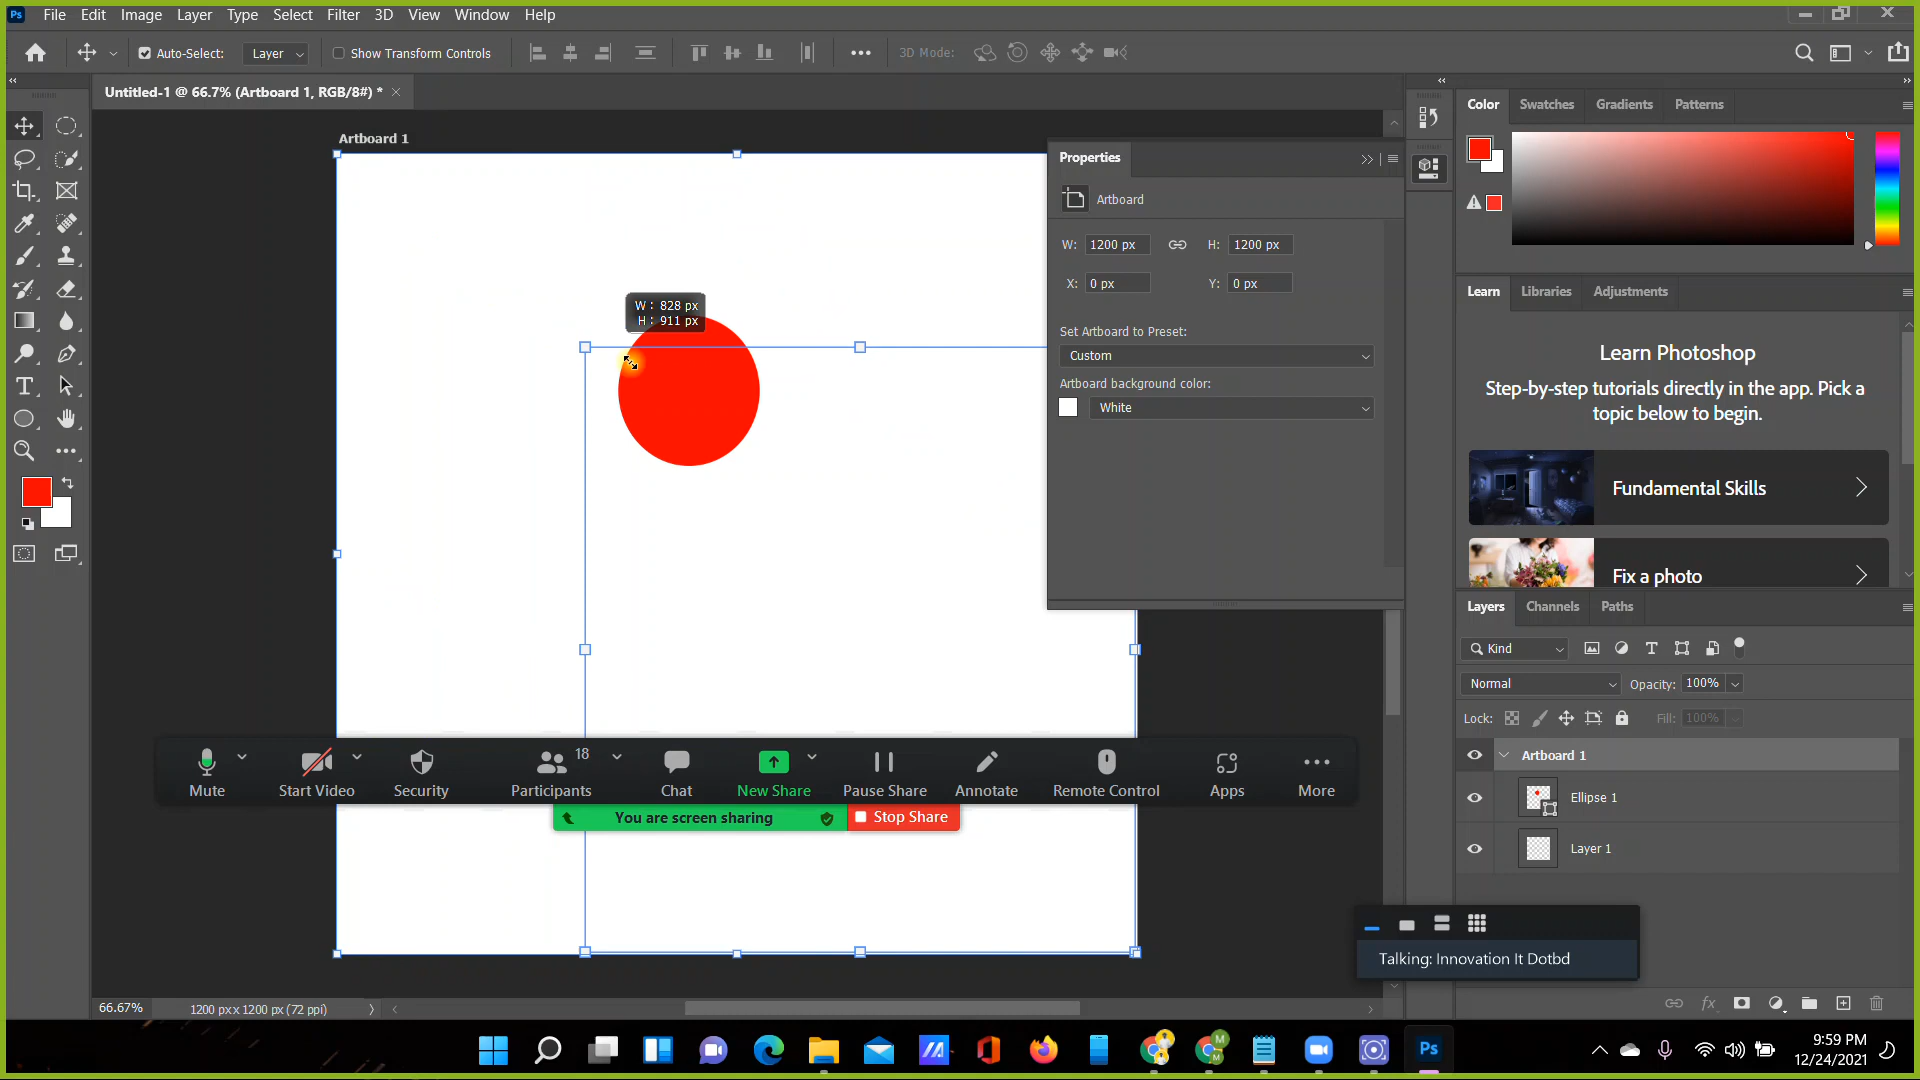 Ps File Edit Image Layer Type Select Filter 3D View Window Help
Auto-Select: Layer Show Transform Controls 3D Mode:
Untitled-1 @ 66.7% (Artboard 1, RGB/8#) *
Artboard 1
W: 828 px
H: 911 px
Properties
Artboard
W: 1200 px H: 1200 px
X: 0 px Y: 0 px
Set Artboard to Preset:
Custom
Artboard background color:
White
Color Swatches Gradients Patterns
Learn Libraries Adjustments
Learn Photoshop
Step-by-step tutorials directly in the app. Pick a
topic below to begin.
Fundamental Skills
Fix a photo
Layers Channels Paths
Kind
Normal Opacity: 100%
Lock: Fill: 100%
Artboard 1
Ellipse 1
Layer 1
Mute Start Video Security Participants 18 Chat New Share Pause Share Annotate Remote Control Apps More
You are screen sharing Stop Share
Talking: Innovation It Dotbd
66.67% 1200 px x 1200 px (72 ppi)
Ps
9:59 PM
12/24/2021